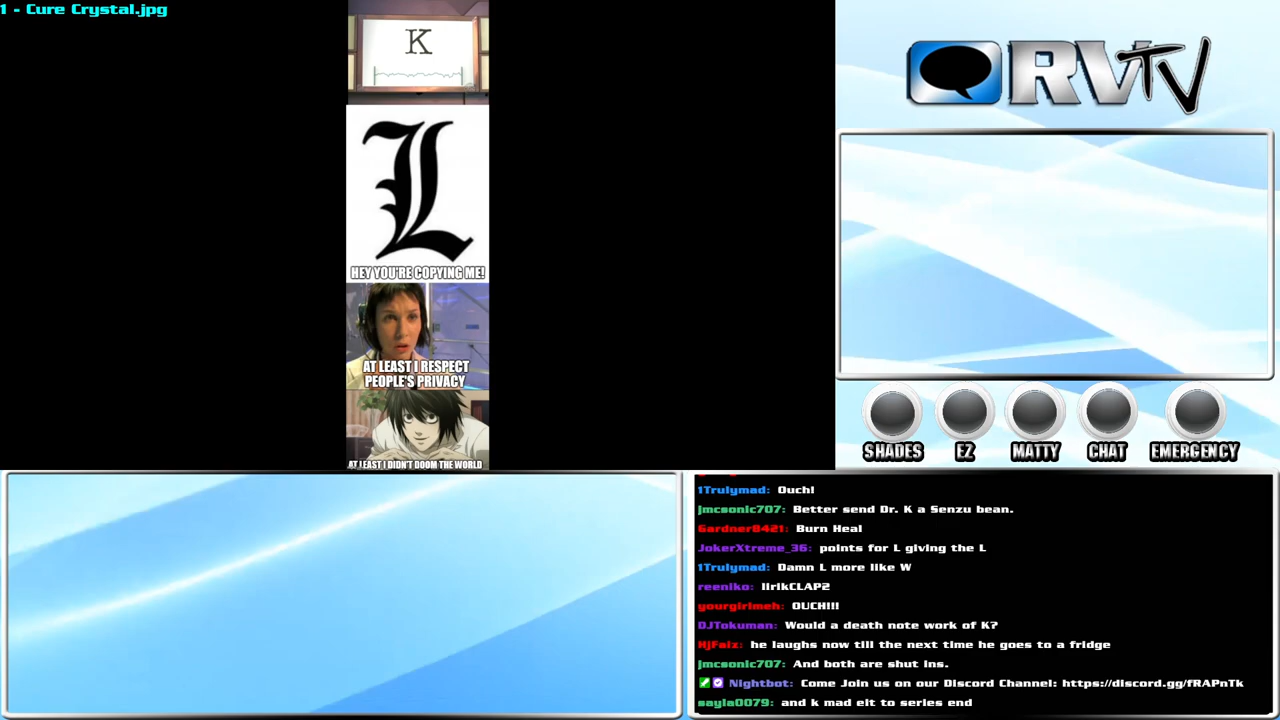 1 - Cure Crystal.jpg
K
L
HEY YOU'RE COPYING ME!
AT LEAST I RESPECT
PEOPLE'S PRIVACY
AT LEAST I DIDN'T DOOM THE WORLD
RVTV
SHADES
EZ
MATTY
CHAT
EMERGENCY
1Trulymad: Ouch!
Jmcsonic707: Better send Dr. K a Senzu bean.
Gardner8421: Burn Heal
JokerXtreme_36: points for L giving the L
1Trulymad: Damn L more like W
reeniko: lirikCLAP2
yourgirlmeh: OUCH!!!
DJTokuman: Would a death note work of K?
HjFaiz: he laughs now till the next time he goes to a fridge
Jmcsonic707: And both are shut ins.
Nightbot: Come Join us on our Discord Channel: https://discord.gg/fRAPnTk
sayla0079: and k mad eit to series end